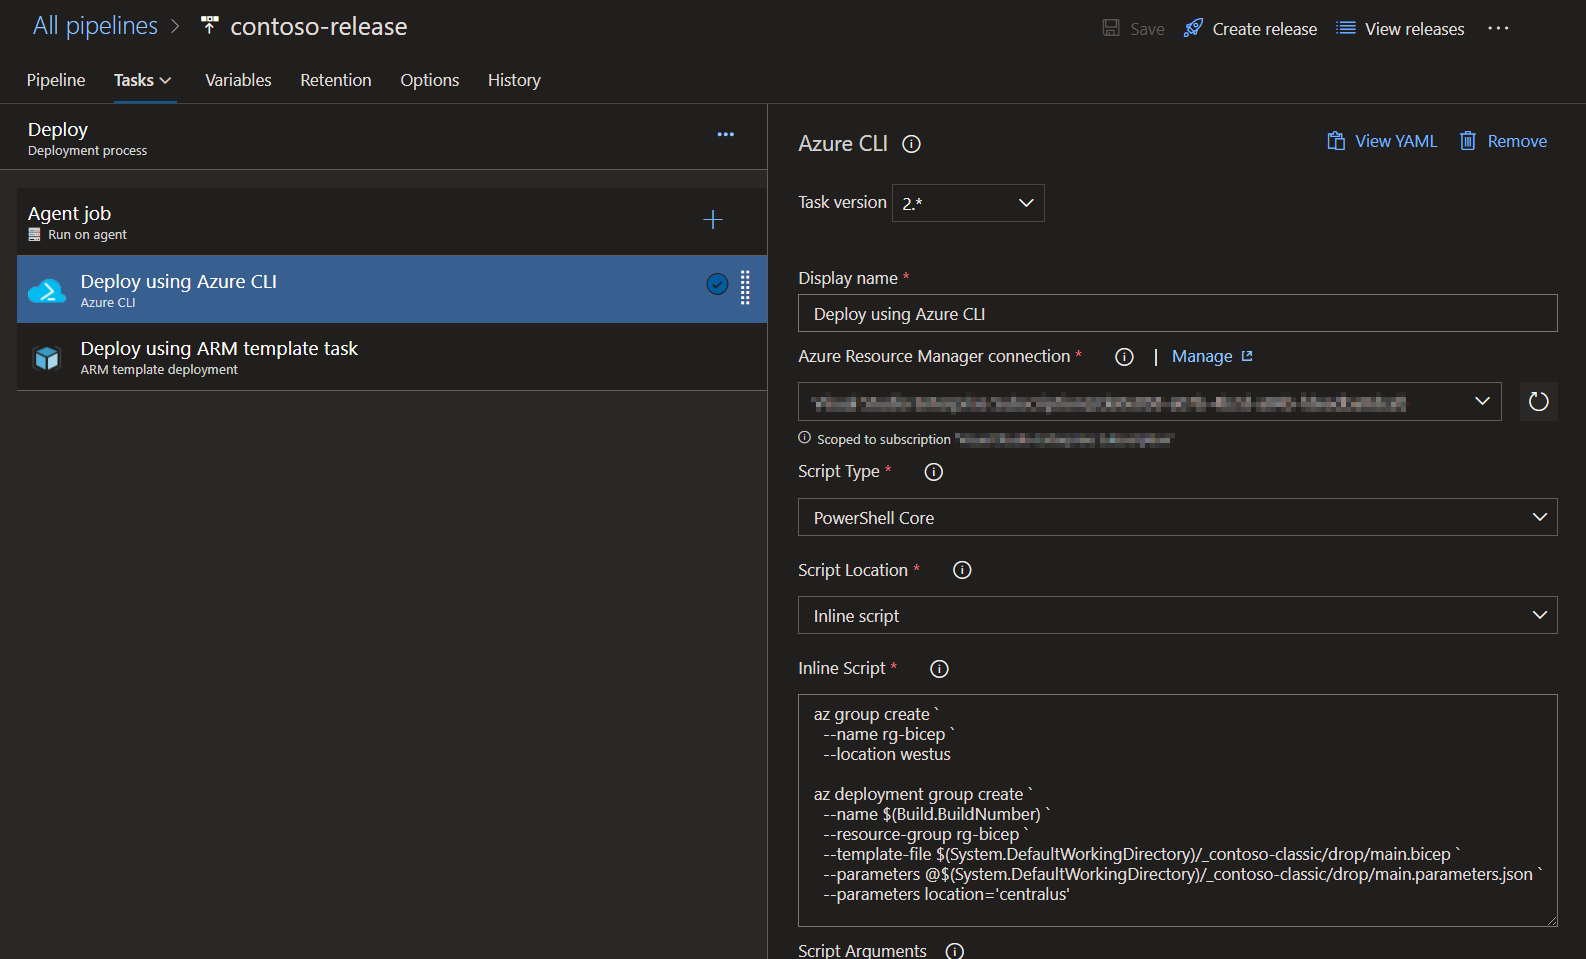 All pipelines
contoso-release
Save
Create release
View releases
Pipeline
Tasks
Variables
Retention
Options
History
Deploy
Deployment process
Agent job
Run on agent
Deploy using Azure CLI
Azure CLI
Deploy using ARM template task
ARM template deployment
Azure CLI
View YAML
Remove
Task version
2.*
Display name *
Deploy using Azure CLI
Azure Resource Manager connection *
| Manage
Scoped to subscription
Script Type *
PowerShell Core
Script Location *
Inline script
Inline Script *
az group create `
--name rg-bicep `
--location westus
az deployment group create `
--name $(Build.BuildNumber) `
--resource-group rg-bicep `
--template-file $(System.DefaultWorkingDirectory)/_contoso-classic/drop/main.bicep `
--parameters @$(System.DefaultWorkingDirectory)/_contoso-classic/drop/main.parameters.json `
--parameters location='centralus'
Script Arguments